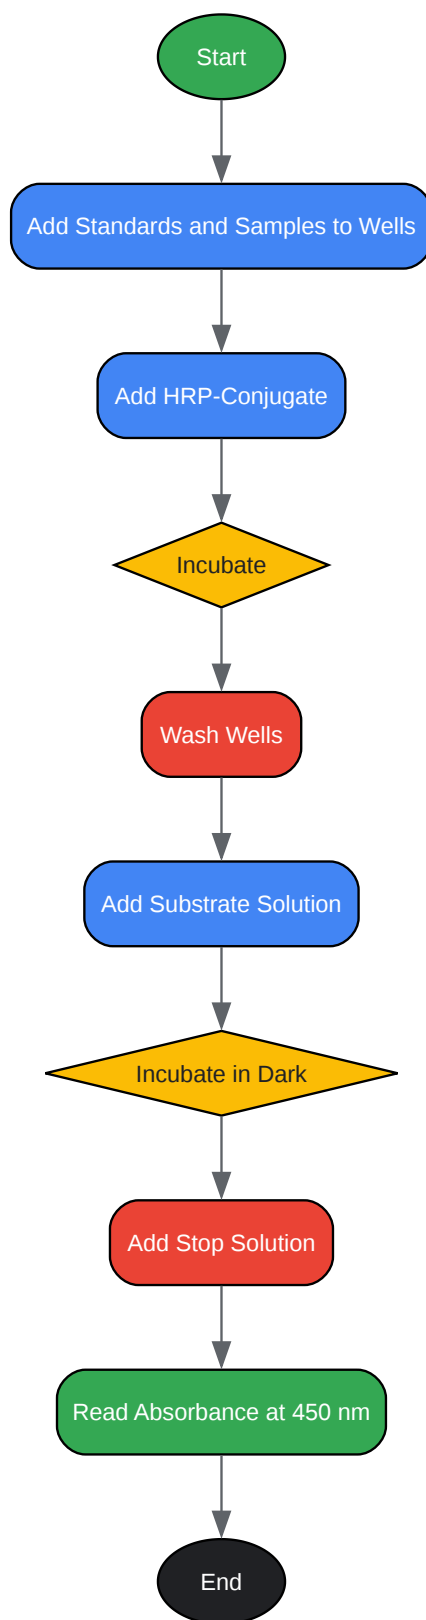 Start
Add Standards and Samples to Wells
Add HRP-Conjugate
Incubate
Wash Wells
Add Substrate Solution
Incubate in Dark
Add Stop Solution
Read Absorbance at 450 nm
End